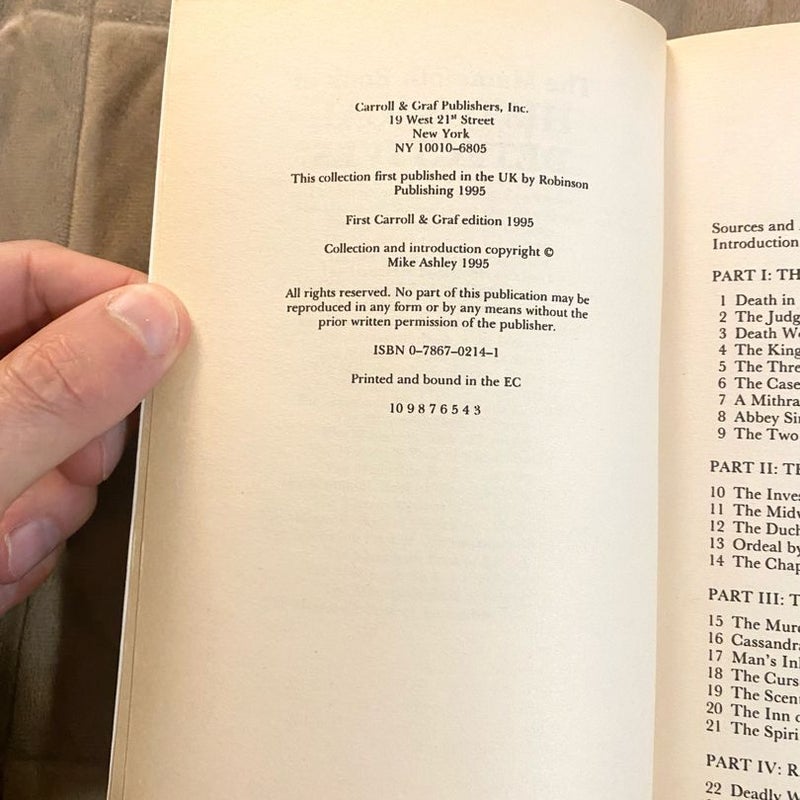 Carroll & Graf Publishers, Inc.
19 West 21st Street
New York
NY 10010–6805
This collection first published in the UK by Robinson
Publishing 1995
First Carroll & Graf edition 1995
Collection and introduction copyright ©
Mike Ashley 1995
All rights reserved. No part of this publication may be
reproduced in any form or by any means without the
prior written permission of the publisher.
ISBN 0–7867–0214–1
Printed and bound in the EC
10 9 8 7 6 5 4 3
Sources and
Introduction
PART I: TH
1 Death in
2 The Judg
3 Death Wo
4 The King
5 The Thre
6 The Case
7 A Mithra
8 Abbey Si
9 The Two
PART II: TH
10 The Inves
11 The Midw
12 The Duch
13 Ordeal by
14 The Chap
PART III: T
15 The Murd
16 Cassandra
17 Man's Inh
18 The Curs
19 The Scent
20 The Inn
21 The Spiri
PART IV: R
22 Deadly W